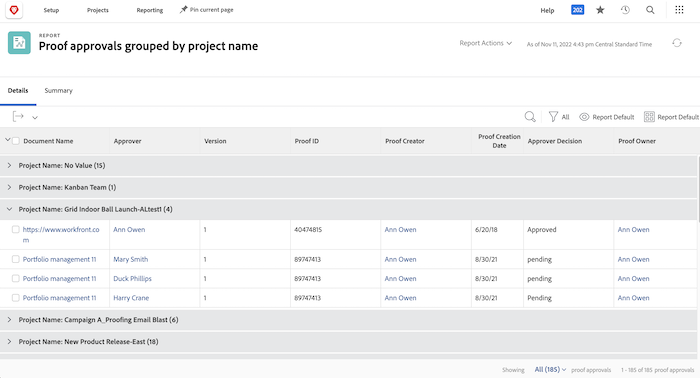 Setup Projects Reporting Pin current page Help 202
REPORT
Proof approvals grouped by project name
Report Actions As of Nov 11, 2022 4:43 pm Central Standard Time
Details Summary
All Report Default Report Default
Document Name Approver Version Proof ID Proof Creator Proof Creation Date Approver Decision Proof Owner
Project Name: No Value (15)
Project Name: Kanban Team (1)
Project Name: Grid Indoor Ball Launch-ALtest1 (4)
https://www.workfront.co Ann Owen 1 40474815 Ann Owen 6/20/18 Approved Ann Owen
m
Portfolio management 11 Mary Smith 1 89747413 Ann Owen 8/30/21 pending Ann Owen
Portfolio management 11 Duck Phillips 1 89747413 Ann Owen 8/30/21 pending Ann Owen
Portfolio management 11 Harry Crane 1 89747413 Ann Owen 8/30/21 Pending Ann Owen
Project Name: Campaign A_Proofing Email Blast (6)
Project Name: New Product Release-East (18)
Showing All (185) proof approvals 1 - 185 of 185 proof approvals